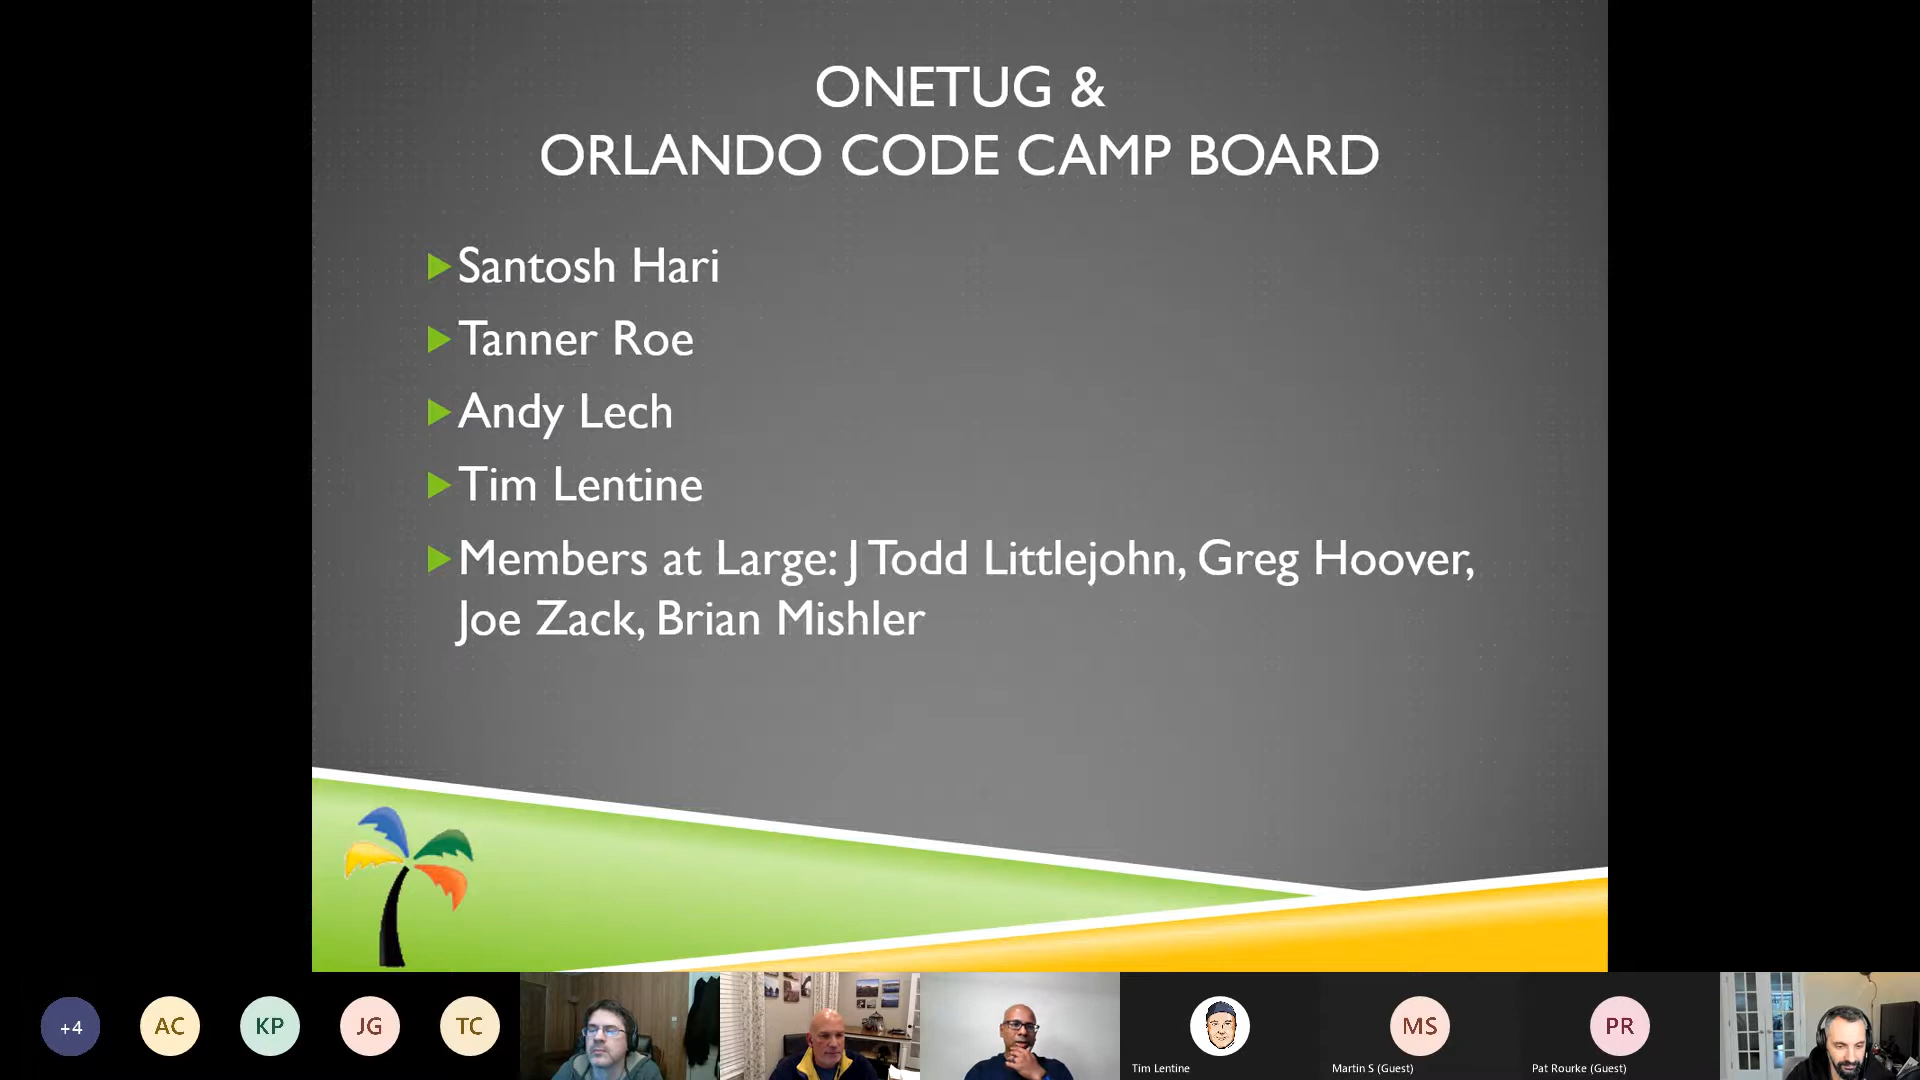 ONETUG &
ORLANDO CODE CAMP BOARD
Santosh Hari
Tanner Roe
Andy Lech
Tim Lentine
Members at Large: J Todd Littlejohn, Greg Hoover,
Joe Zack, Brian Mishler
+4
AC
KP
JG
TC
MS
PR
Tim Lentine
Martin S (Guest)
Pat Rourke (Guest)